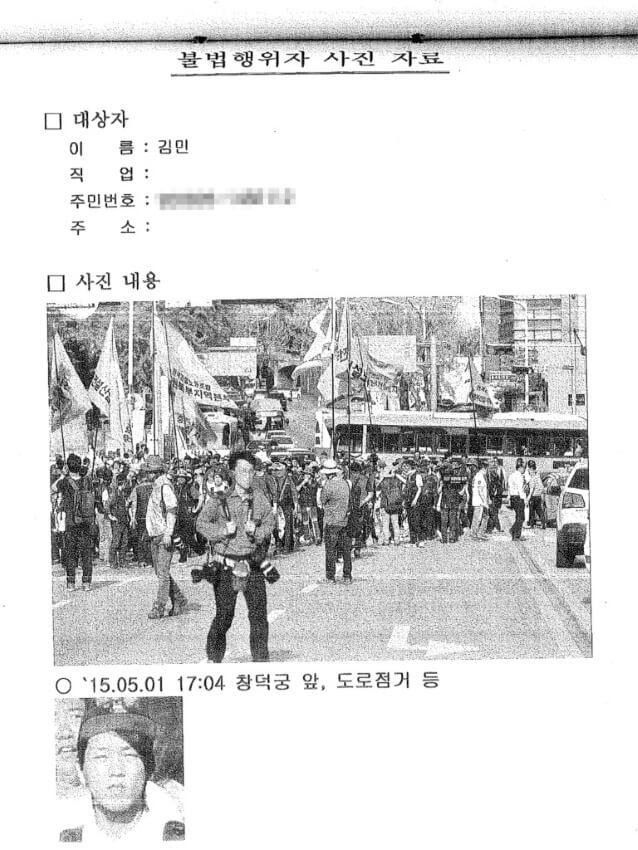 불법행위자 사진 자료
□ 대상자
이 름 : 김민
직 업 :
주민번호 :
주 소 :
□ 사진 내용
○ '15.05.01 17:04 창덕궁 앞, 도로점거 등